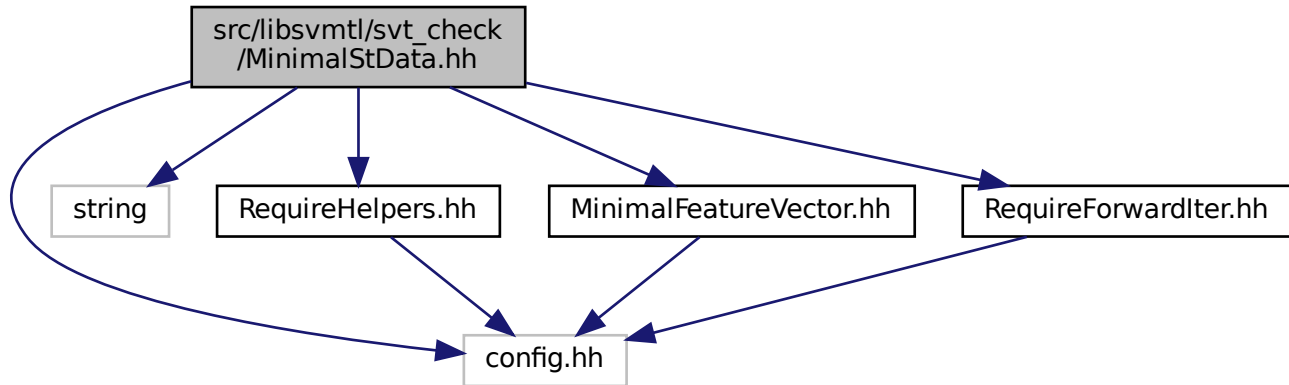 src/libsvmtl/svt_check
/MinimalStData.hh
string
RequireHelpers.hh
MinimalFeatureVector.hh
RequireForwardIter.hh
config.hh